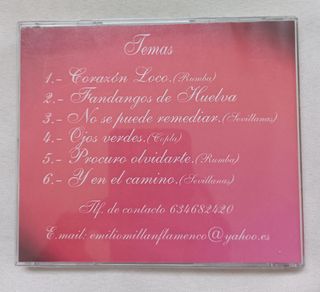 Temas
1.- Corazón Loco.(Rumba)
2.- Fandangos de Huelva
3.- No se puede remediar.(Sevillanas)
4.- Ojos verdes.(Copla)
5.- Procuro olvidarte.(Rumba)
6.- Y en el camino.(Sevillanas)
Tlf. de contacto 634682420
E.mail: emiliomillanflamenco@yahoo.es